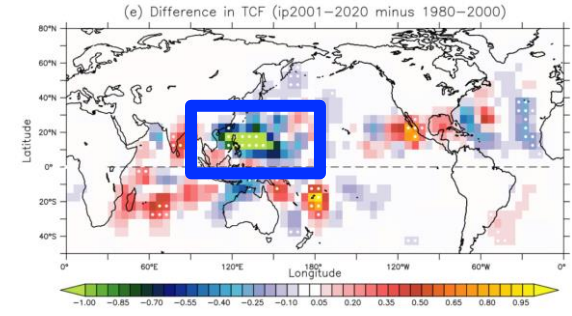 (e) Difference in TCF (ip2001−2020 minus 1980−2000)
80°N
60°N
40°N
20°N
0°
20°S
40°S
Latitude
0° 60°E 120°E 180° 120°W 60°W 0°
Longitude
−1.00 −0.85 −0.70 −0.55 −0.40 −0.25 −0.10 0.05 0.20 0.35 0.50 0.65 0.80 0.95